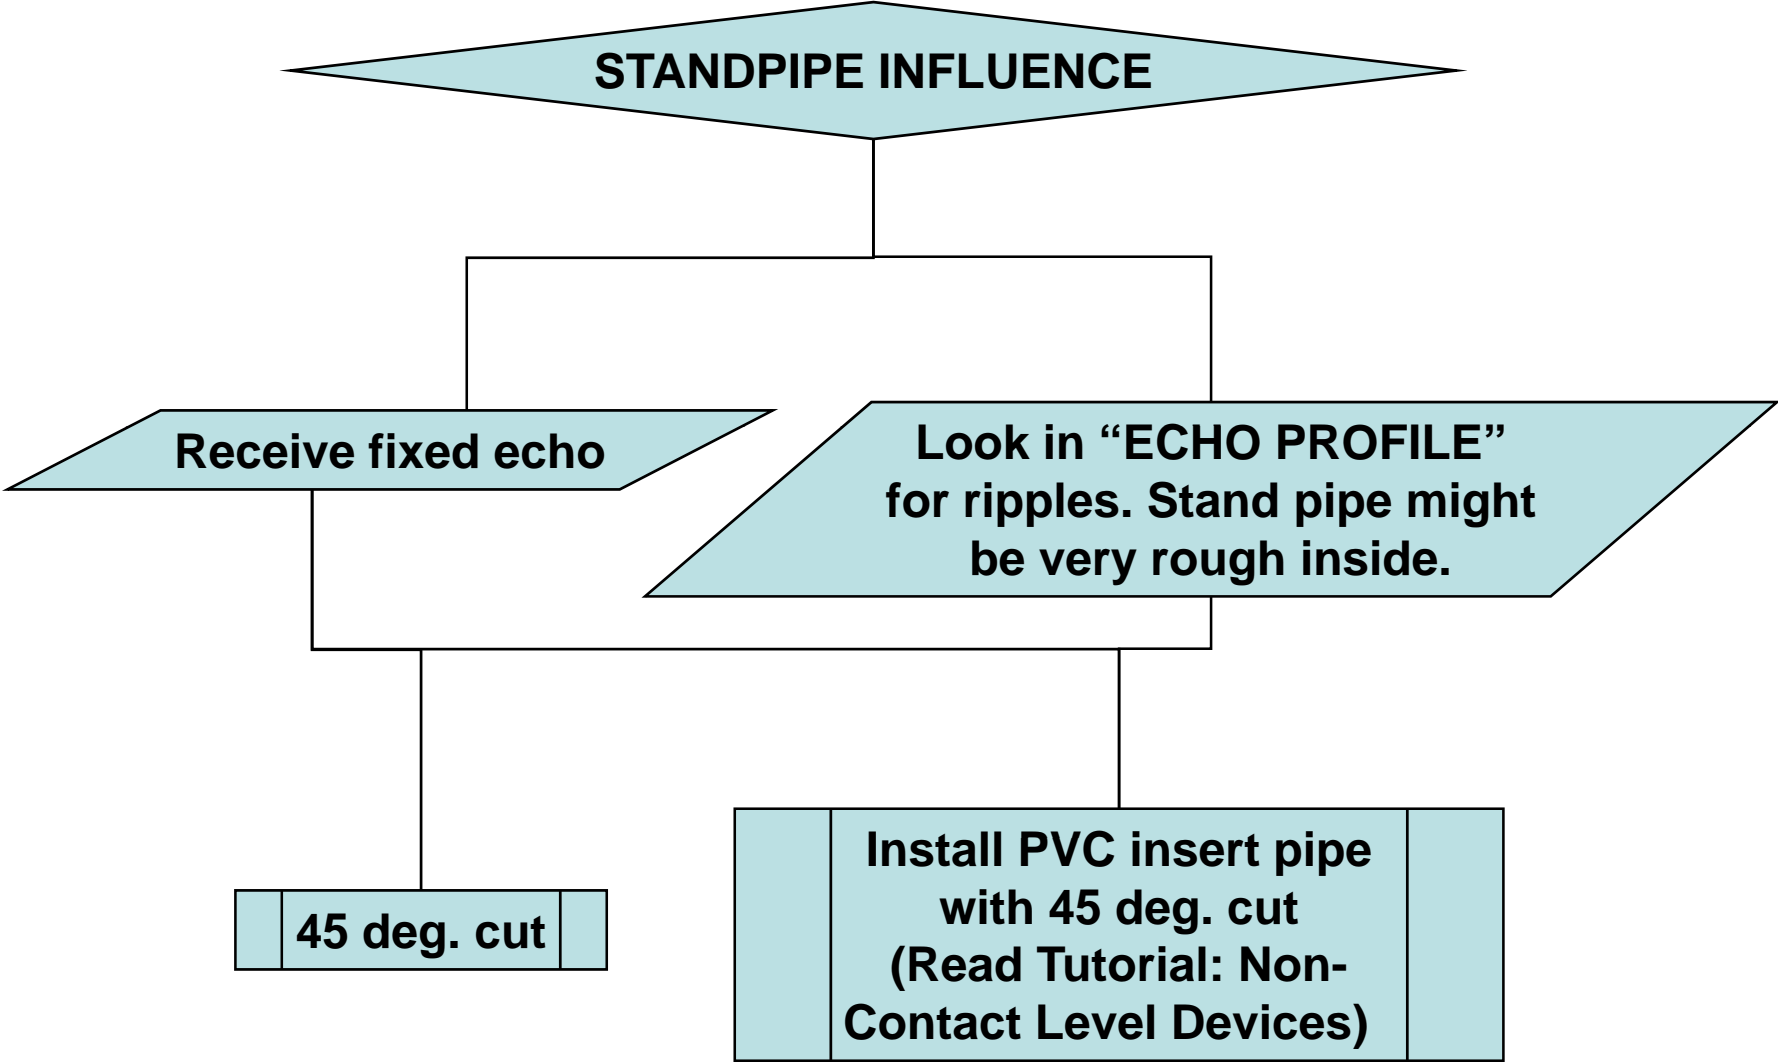 STANDPIPE INFLUENCE
Receive fixed echo
Look in “ECHO PROFILE”
for ripples. Stand pipe might
be very rough inside.
45 deg. cut
Install PVC insert pipe
with 45 deg. cut
(Read Tutorial: Non-
Contact Level Devices)